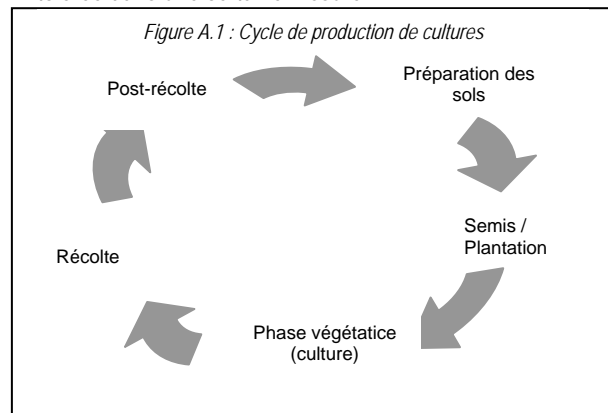 Figure A.1 : Cycle de production de cultures
Post-récolte
Préparation des
sols
Semis /
Plantation
Récolte
Phase végétatice
(culture)